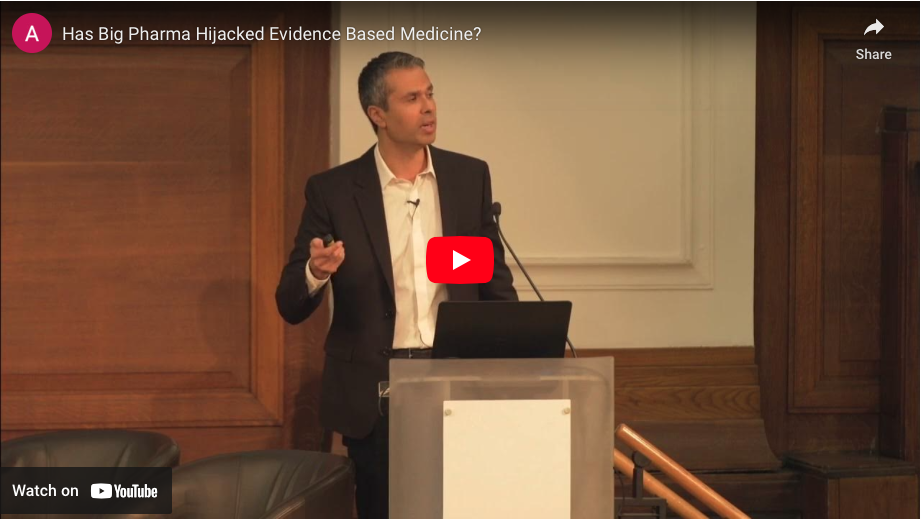 A
Has Big Pharma Hijacked Evidence Based Medicine?
Share
Watch on YouTube